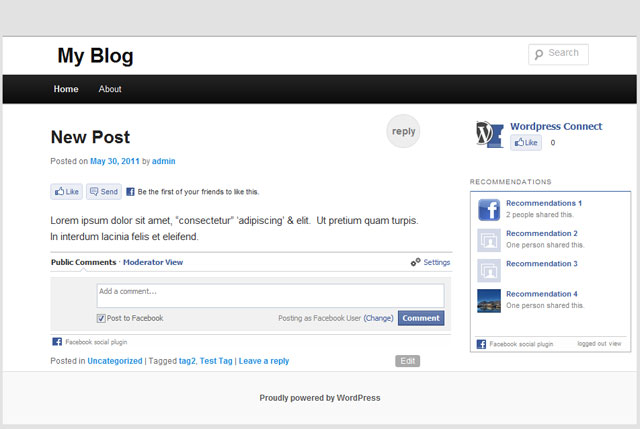 My Blog
Search
Home About
reply
New Post
Posted on May 30, 2011 by admin
Like Send Be the first of your friends to like this.
Lorem ipsum dolor sit amet, “consectetur” ‘adipiscing’ & elit. Ut pretium quam turpis.
In interdum lacinia felis et eleifend.
Public Comments · Moderator View Settings
Add a comment...
Post to Facebook Posting as Facebook User (Change) Comment
Facebook social plugin
Posted in Uncategorized | Tagged tag2, Test Tag | Leave a reply Edit
Wordpress Connect
Like 0
RECOMMENDATIONS
Recommendations 1
2 people shared this.
Recommendation 2
One person shared this.
Recommendation 3
Recommendation 4
One person shared this.
Facebook social plugin logged out view
Proudly powered by WordPress